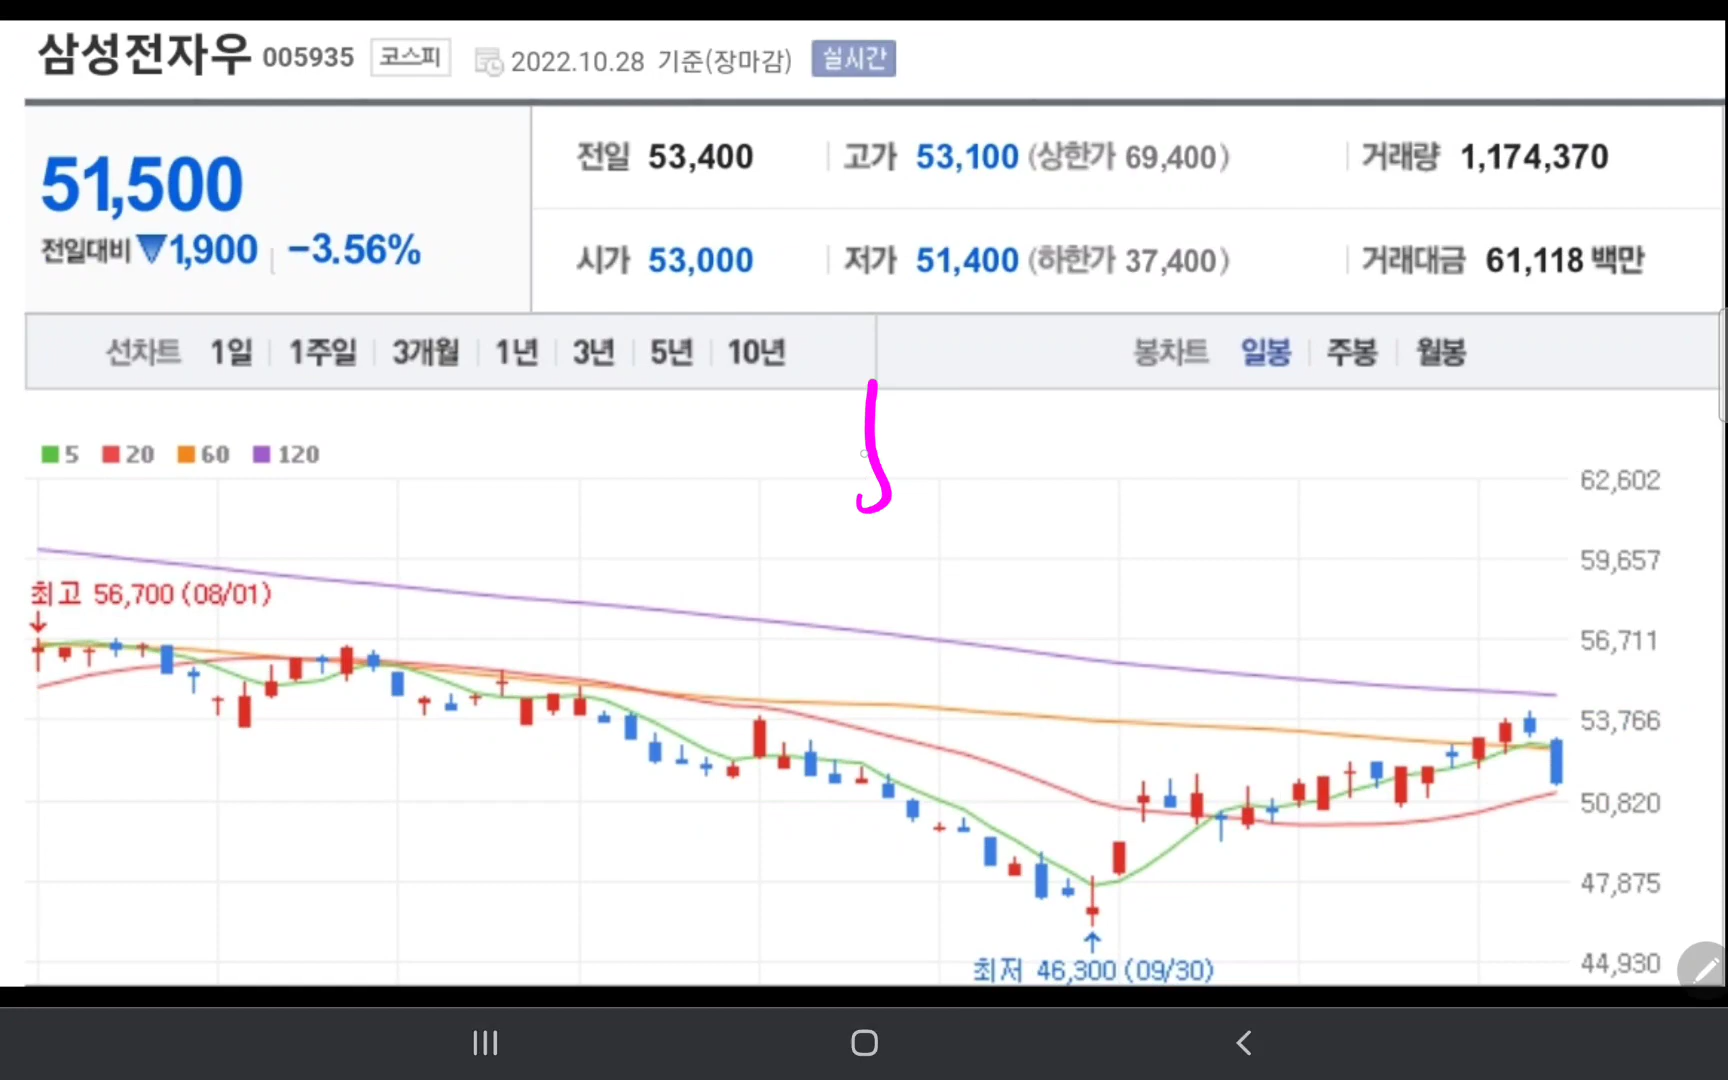 삼성전자우 005935 코스피 2022.10.28 기준(장마감) 실시간
51,500
전일대비 ▼1,900 -3.56%
전일 53,400 고가 53,100 (상한가 69,400) 거래량 1,174,370
시가 53,000 저가 51,400 (하한가 37,400) 거래대금 61,118 백만
선차트 1일 1주일 3개월 1년 3년 5년 10년 봉차트 일봉 주봉 월봉
5 20 60 120
62,602
59,657
최고 56,700 (08/01)
56,711
53,766
50,820
47,875
44,930
최저 46,300 (09/30)